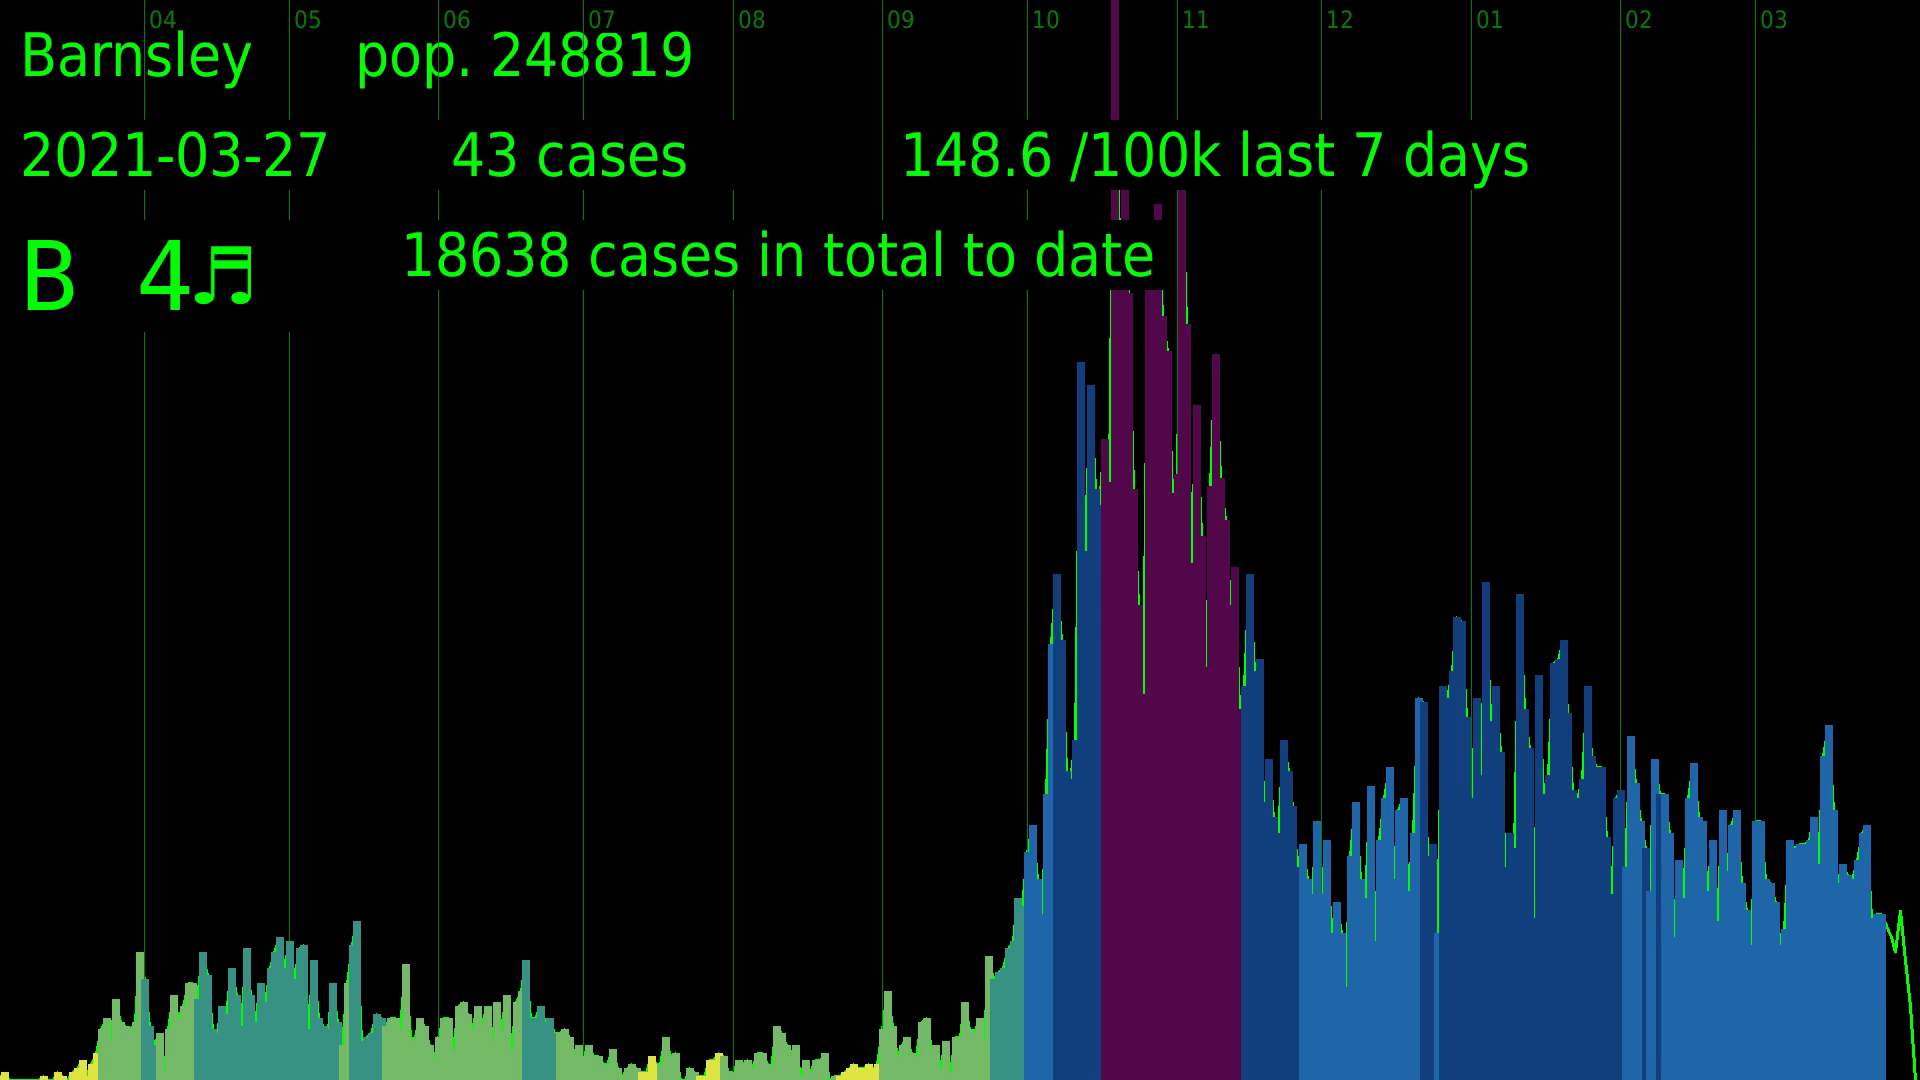 04 05 06 07 08 09 10 11 12 01 02 03
Barnsley pop. 248819
2021-03-27 43 cases 148.6 /100k last 7 days
B 4♬ 18638 cases in total to date